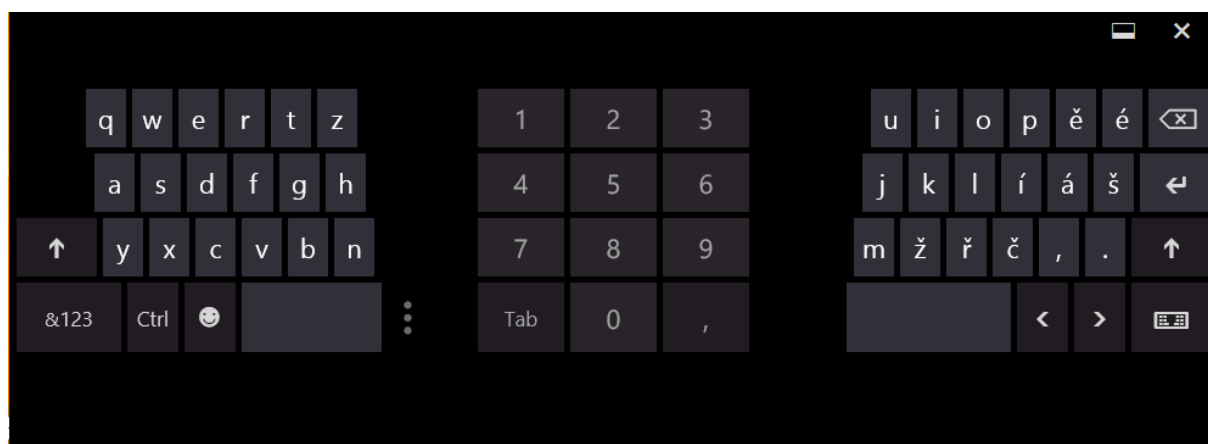 q w e r t z 1 2 3 u i o p ě é
a s d f g h 4 5 6 j k l í á š
y x c v b n 7 8 9 m ž ř č , .
&123 Ctrl Tab 0 , < >